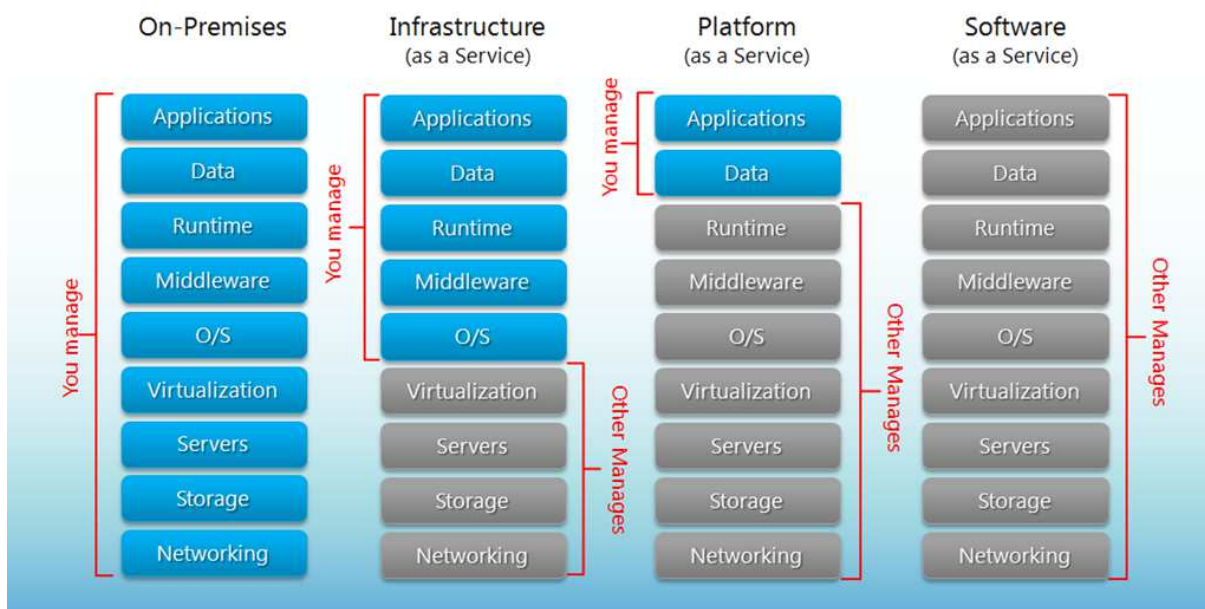 On-Premises
You manage
Applications
Data
Runtime
Middleware
O/S
Virtualization
Servers
Storage
Networking
Infrastructure
(as a Service)
You manage
Applications
Data
Runtime
Middleware
O/S
Virtualization
Servers
Storage
Networking
Other Manages
Platform
(as a Service)
You manage
Applications
Data
Runtime
Middleware
O/S
Virtualization
Servers
Storage
Networking
Other Manages
Software
(as a Service)
Applications
Data
Runtime
Middleware
O/S
Virtualization
Servers
Storage
Networking
Other Manages